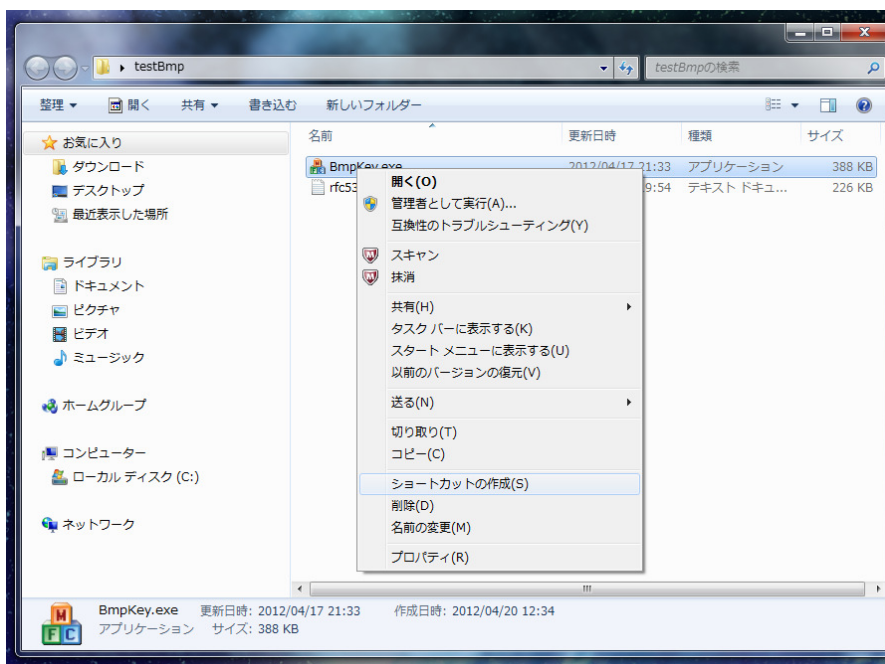 testBmp
testBmpの検索
整理 開く 共有 書き込む 新しいフォルダー
名前 更新日時 種類 サイズ
お気に入り
ダウンロード
デスクトップ
最近表示した場所
ライブラリ
ドキュメント
ピクチャ
ビデオ
ミュージック
ホームグループ
コンピューター
ローカル ディスク (C:)
ネットワーク
BmpKey.exe 2012/04/17 21:33 アプリケーション 388 KB
rfc53 9:54 テキスト ドキュ... 226 KB
開く(O)
管理者として実行(A)...
互換性のトラブルシューティング(Y)
スキャン
抹消
共有(H)
タスク バーに表示する(K)
スタート メニューに表示する(U)
以前のバージョンの復元(V)
送る(N)
切り取り(T)
コピー(C)
ショートカットの作成(S)
削除(D)
名前の変更(M)
プロパティ(R)
BmpKey.exe 更新日時: 2012/04/17 21:33 作成日時: 2012/04/20 12:34
アプリケーション サイズ: 388 KB
M
F C